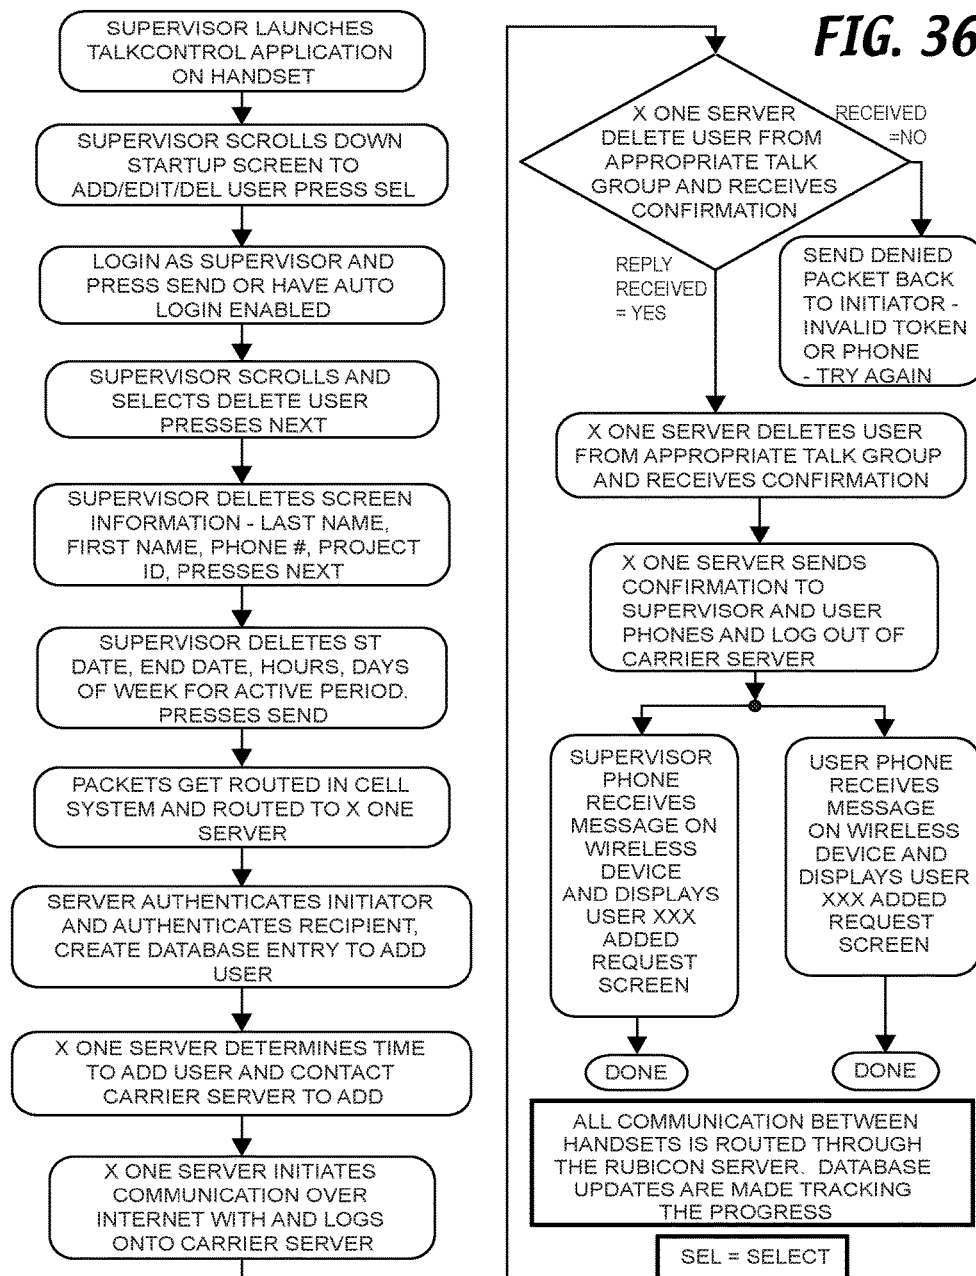 SUPERVISOR LAUNCHES
TALKCONTROL APPLICATION
ON HANDSET
SUPERVISOR SCROLLS DOWN
STARTUP SCREEN TO
ADD/EDIT/DEL USER PRESS SEL
LOGIN AS SUPERVISOR AND
PRESS SEND OR HAVE AUTO
LOGIN ENABLED
SUPERVISOR SCROLLS AND
SELECTS DELETE USER
PRESSES NEXT
SUPERVISOR DELETES SCREEN
INFORMATION - LAST NAME,
FIRST NAME, PHONE #, PROJECT
ID, PRESSES NEXT
SUPERVISOR DELETES ST
DATE, END DATE, HOURS, DAYS
OF WEEK FOR ACTIVE PERIOD.
PRESSES SEND
PACKETS GET ROUTED IN CELL
SYSTEM AND ROUTED TO X ONE
SERVER
SERVER AUTHENTICATES INITIATOR
AND AUTHENTICATES RECIPIENT,
CREATE DATABASE ENTRY TO ADD
USER
X ONE SERVER DETERMINES TIME
TO ADD USER AND CONTACT
CARRIER SERVER TO ADD
X ONE SERVER INITIATES
COMMUNICATION OVER
INTERNET WITH AND LOGS
ONTO CARRIER SERVER
FIG. 36
X ONE SERVER
DELETE USER FROM
APPROPRIATE TALK
GROUP AND RECEIVES
CONFIRMATION
RECEIVED
=NO
SEND DENIED
PACKET BACK
TO INITIATOR -
INVALID TOKEN
OR PHONE
- TRY AGAIN
REPLY
RECEIVED
= YES
X ONE SERVER DELETES USER
FROM APPROPRIATE TALK GROUP
AND RECEIVES CONFIRMATION
X ONE SERVER SENDS
CONFIRMATION TO
SUPERVISOR AND USER
PHONES AND LOG OUT OF
CARRIER SERVER
SUPERVISOR
PHONE
RECEIVES
MESSAGE ON
WIRELESS
DEVICE
AND DISPLAYS
USER XXX
ADDED
REQUEST
SCREEN
USER PHONE
RECEIVES
MESSAGE
ON WIRELESS
DEVICE AND
DISPLAYS USER
XXX ADDED
REQUEST
SCREEN
DONE
DONE
ALL COMMUNICATION BETWEEN
HANDSETS IS ROUTED THROUGH
THE RUBICON SERVER. DATABASE
UPDATES ARE MADE TRACKING
THE PROGRESS
SEL = SELECT